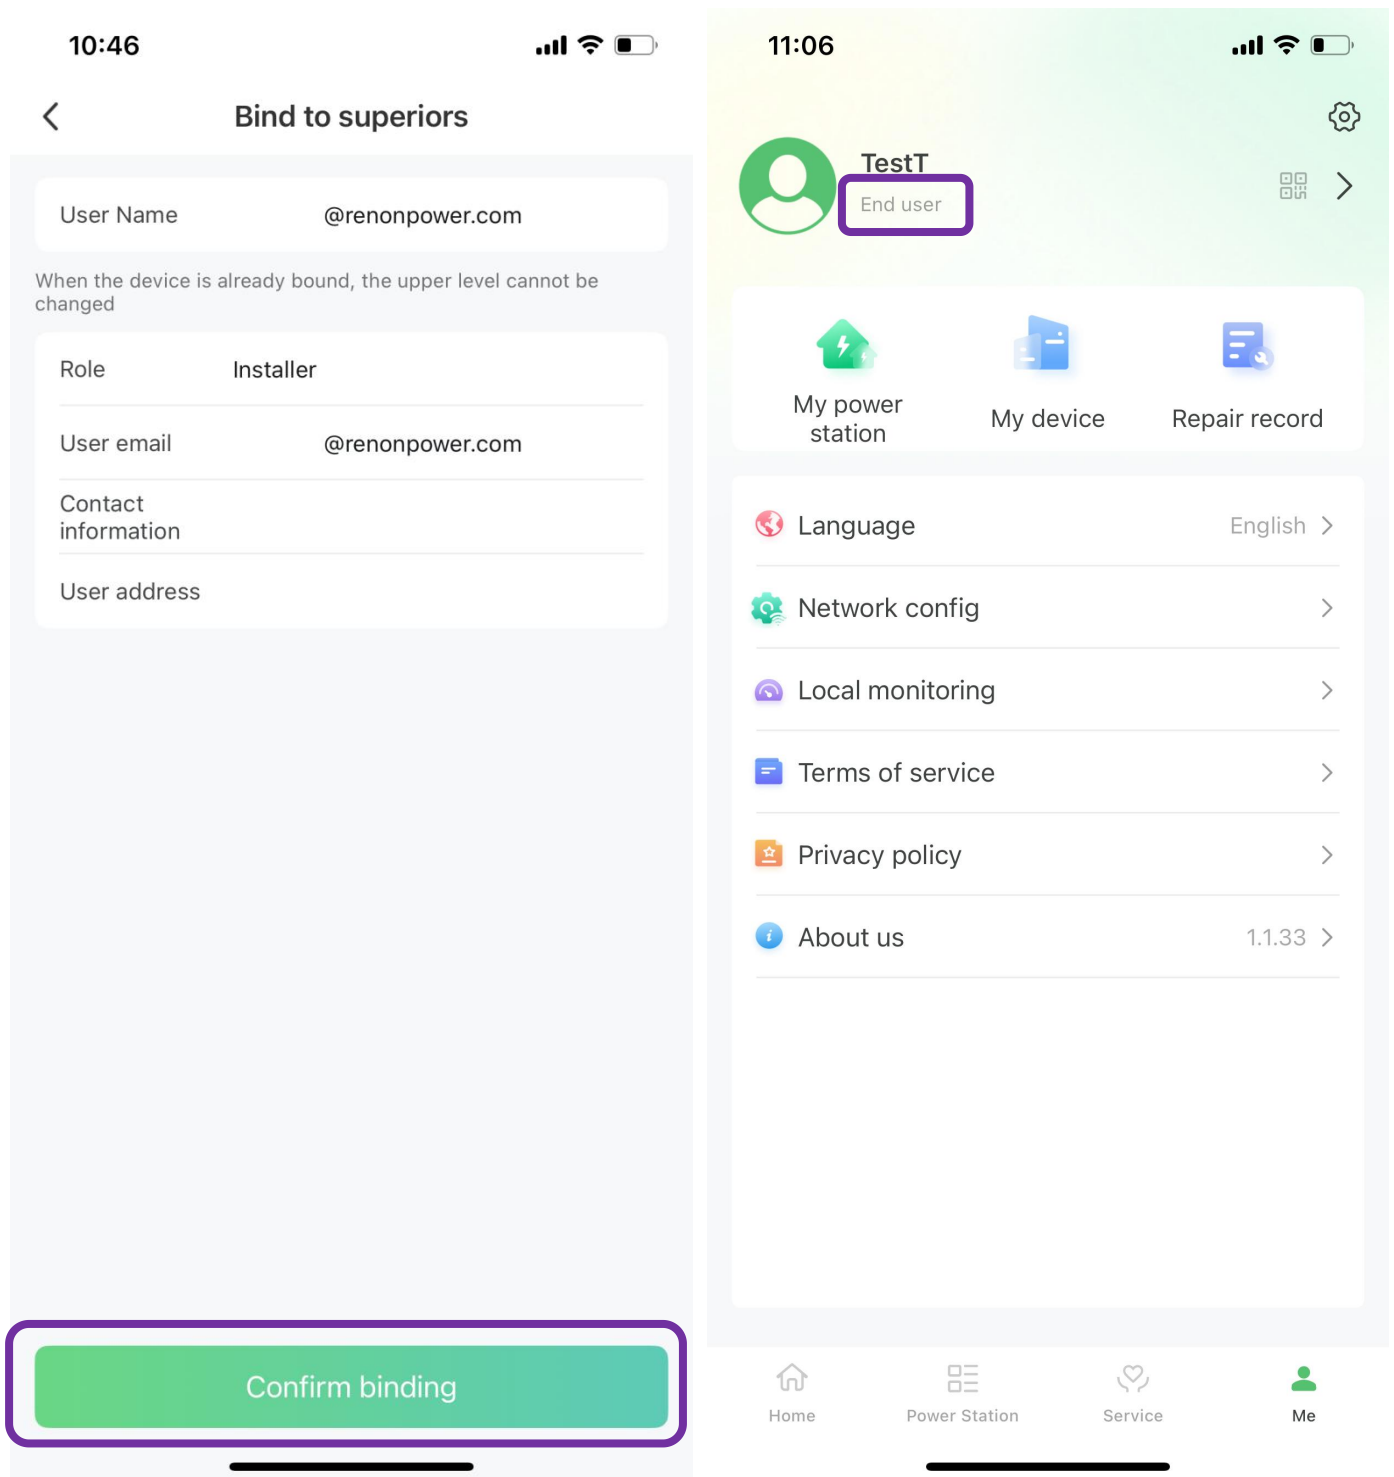 10:46
Bind to superiors
User Name @renonpower.com
When the device is already bound, the upper level cannot be
changed
Role Installer
User email @renonpower.com
Contact
information
User address
Confirm binding
11:06
TestT
End user
My power
station
My device
Repair record
Language English
Network config
Local monitoring
Terms of service
Privacy policy
About us 1.1.33
Home
Power Station
Service
Me